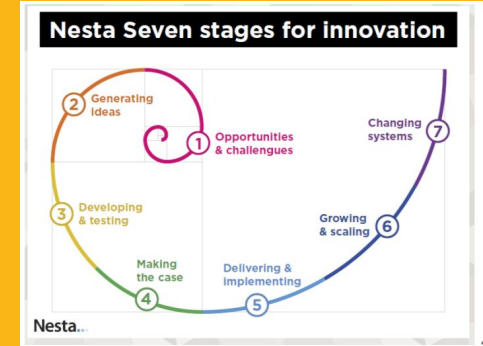 Nesta Seven stages for innovation
2
Generating
ideas
1
Opportunities
& challengues
Changing
systems
7
3
Developing
& testing
Growing
& scaling
6
Making
the case
4
Delivering &
implementing
5
Nesta...